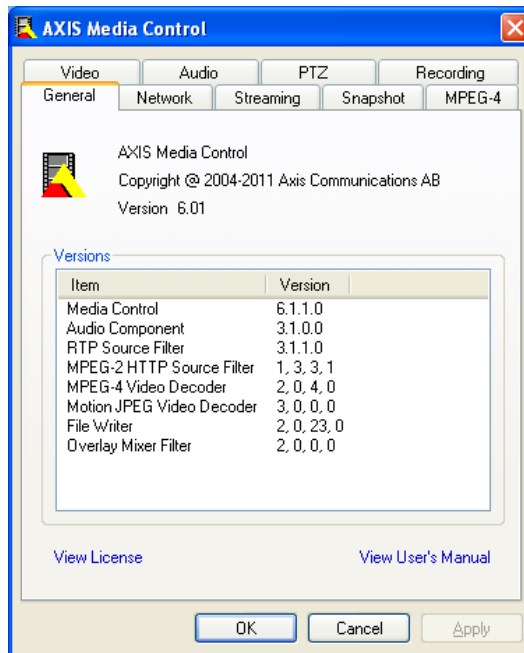 AXIS Media Control
Video Audio PTZ Recording
General Network Streaming Snapshot MPEG-4
AXIS Media Control
Copyright @ 2004-2011 Axis Communications AB
Version 6.01
Versions
Item Version
Media Control 6.1.1.0
Audio Component 3.1.0.0
RTP Source Filter 3.1.1.0
MPEG-2 HTTP Source Filter 1, 3, 3, 1
MPEG-4 Video Decoder 2, 0, 4, 0
Motion JPEG Video Decoder 3, 0, 0, 0
File Writer 2, 0, 23, 0
Overlay Mixer Filter 2, 0, 0, 0
View License View User's Manual
OK Cancel Apply